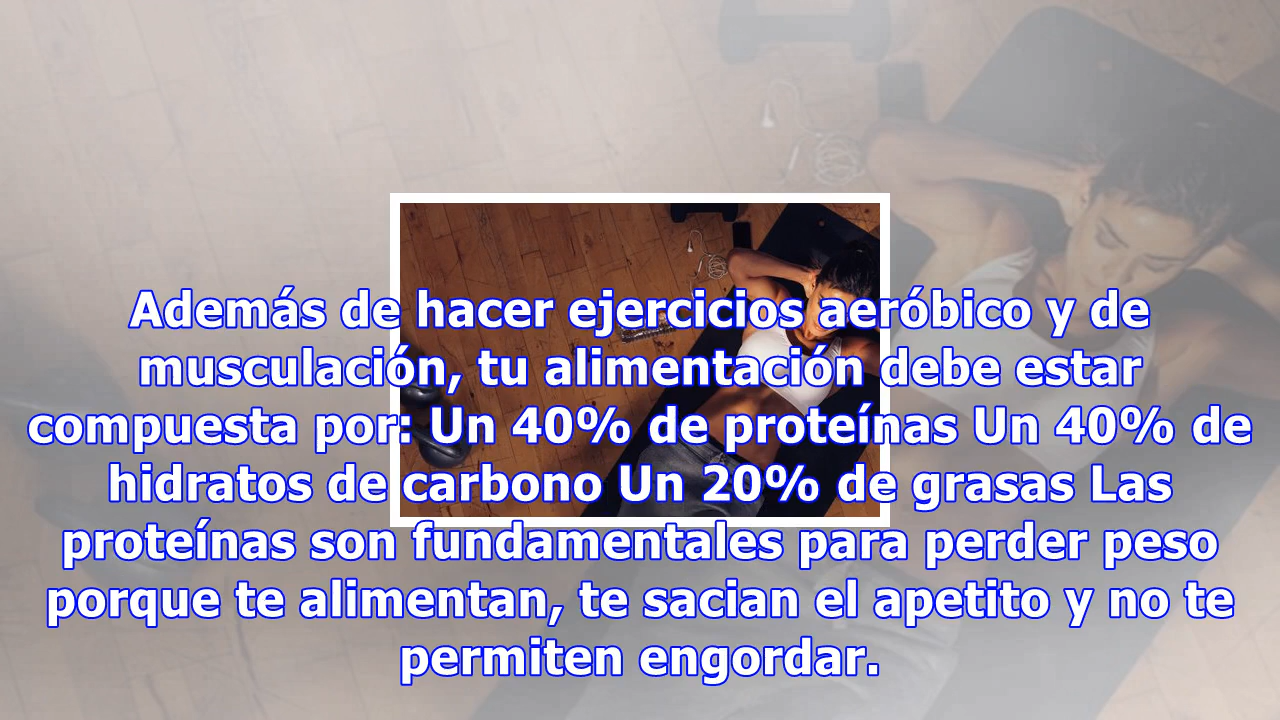 Además de hacer ejercicios aeróbico y de
musculación, tu alimentación debe estar
compuesta por: Un 40% de proteínas Un 40% de
hidratos de carbono Un 20% de grasas Las
proteínas son fundamentales para perder peso
porque te alimentan, te sacian el apetito y no te
permiten engordar.